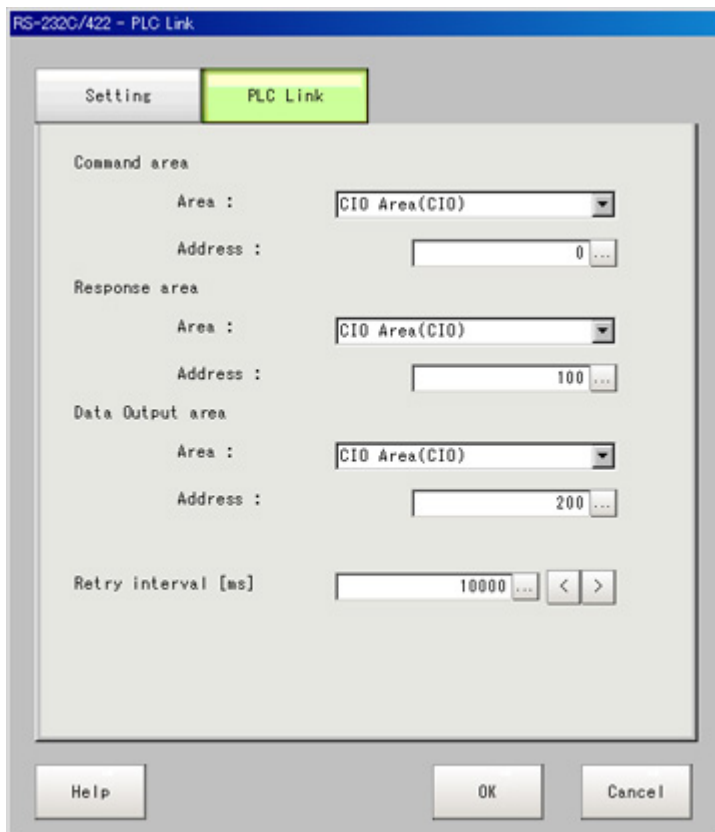 RS-232C/422 - PLC Link
Setting PLC Link
Command area
Area : CIO Area(CIO)
Address : 0 ...
Response area
Area : CIO Area(CIO)
Address : 100 ...
Data Output area
Area : CIO Area(CIO)
Address : 200 ...
Retry interval [ms] 10000 ... < >
Help OK Cancel